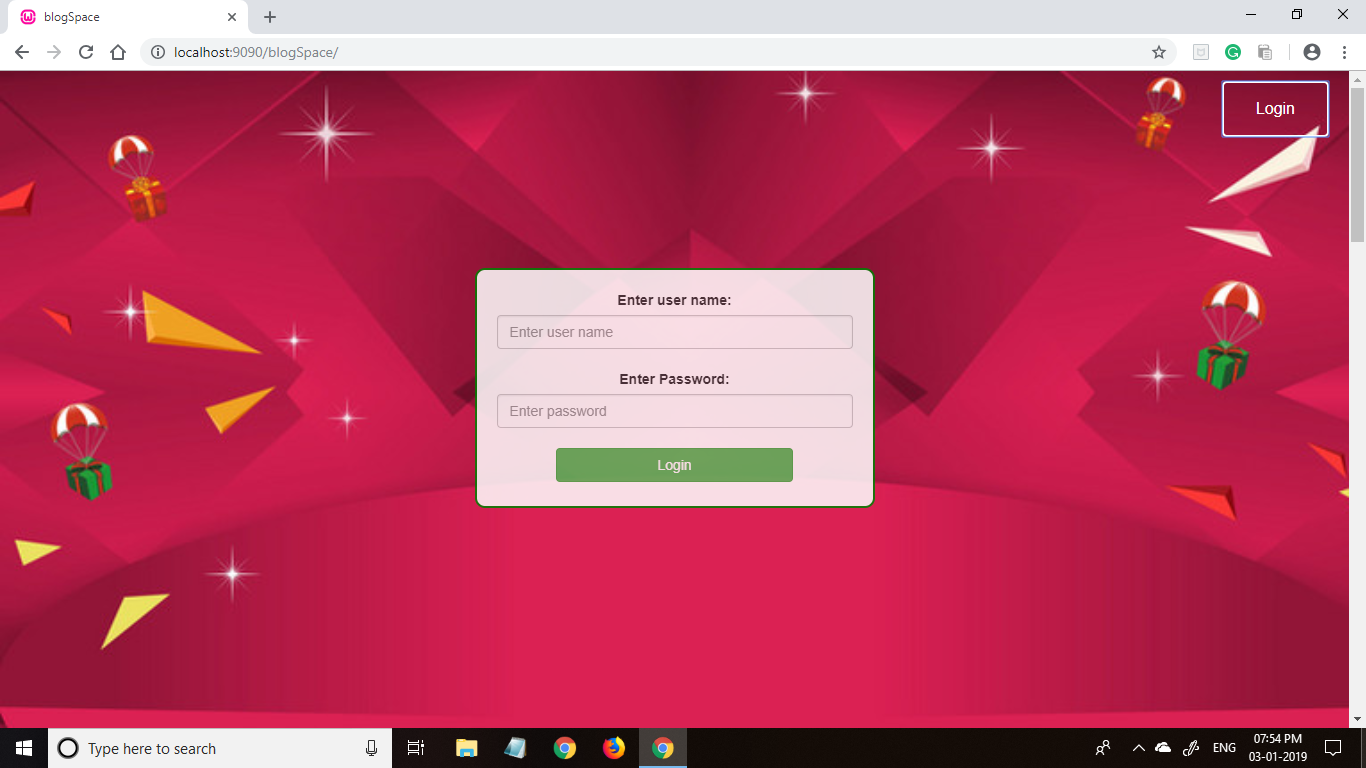 blogSpace
localhost:9090/blogSpace/
Login
Enter user name:
Enter user name
Enter Password:
Enter password
Login
Type here to search
ENG
07:54 PM
03-01-2019